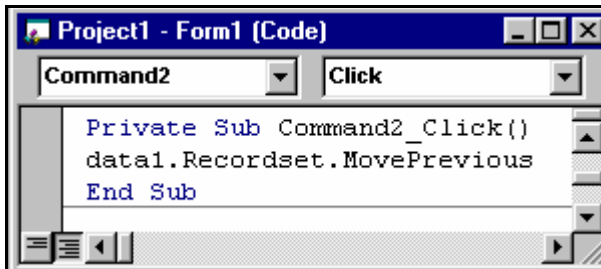 Project1 - Form1 (Code)
Command2 Click
Private Sub Command2_Click()
data1.Recordset.MovePrevious
End Sub